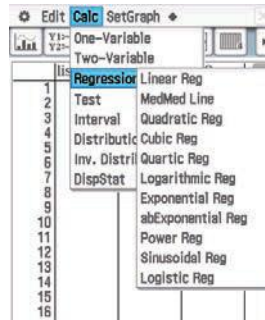 Edit Calc SetGraph
One-Variable
Two-Variable
Regression
Test
Interval
Inv. Distri
DispStat
Linear Reg
MedMed Line
Quadratic Reg
Cubic Reg
Quartic Reg
Logarithmic Reg
Exponential Reg
abExponential Reg
Power Reg
Sinusoidal Reg
Logistic Reg
lis
1
2
3
4
5
6
7
8
9
10
11
12
13
14
15
16